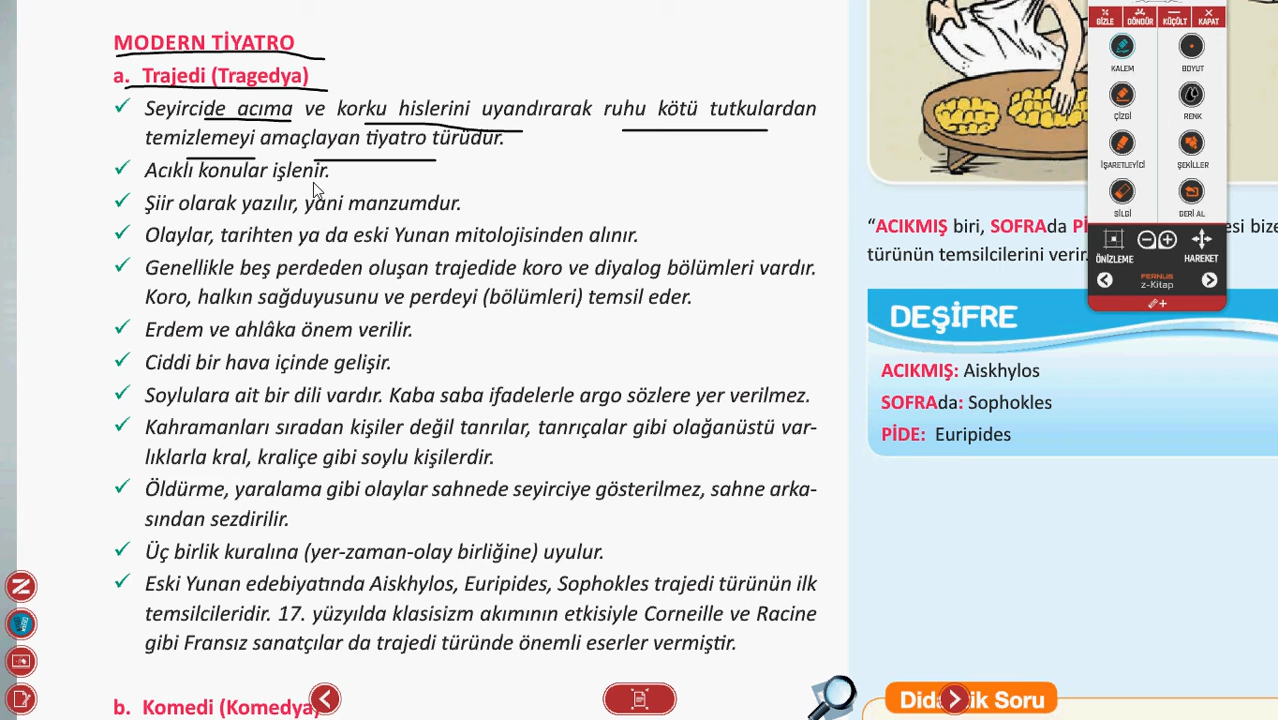 MODERN TİYATRO
a. Trajedi (Tragedya)
Seyircide acıma ve korku hislerini uyandırarak ruhu kötü tutkulardan
temizlemeyi amaçlayan tiyatro türüdür.
Acıklı konular işlenir.
Şiir olarak yazılır, yani manzumdur.
Olaylar, tarihten ya da eski Yunan mitolojisinden alınır.
Genellikle beş perdeden oluşan trajedide koro ve diyalog bölümleri vardır.
Koro, halkın sağduyusunu ve perdeyi (bölümleri) temsil eder.
Erdem ve ahlâka önem verilir.
Ciddi bir hava içinde gelişir.
Soylulara ait bir dili vardır. Kaba saba ifadelerle argo sözlere yer verilmez.
Kahramanları sıradan kişiler değil tanrılar, tanrıçalar gibi olağanüstü var-
lıklarla kral, kraliçe gibi soylu kişilerdir.
Öldürme, yaralama gibi olaylar sahnede seyirciye gösterilmez, sahne arka-
sından sezdirilir.
Üç birlik kuralına (yer-zaman-olay birliğine) uyulur.
Eski Yunan edebiyatında Aiskhylos, Euripides, Sophokles trajedi türünün ilk
temsilcileridir. 17. yüzyılda klasisizm akımının etkisiyle Corneille ve Racine
gibi Fransız sanatçılar da trajedi türünde önemli eserler vermiştir.
b. Komedi (Komedya)
"ACIKMIŞ biri, SOFRAda Pİ esi bize
türünün temsilcilerini verir.
DEŞİFRE
ACIKMIŞ: Aiskhylos
SOFRAda: Sophokles
PİDE: Euripides
Didaktik Soru
GİZLE DÖNDÜR KÜÇÜLT KAPAT
KALEM BOYUT
ÇİZGİ RENK
İŞARETLEYİCİ ŞEKİLLER
SİLGİ GERİ AL
ÖNİZLEME HAREKET
FERNUS
z-Kitap